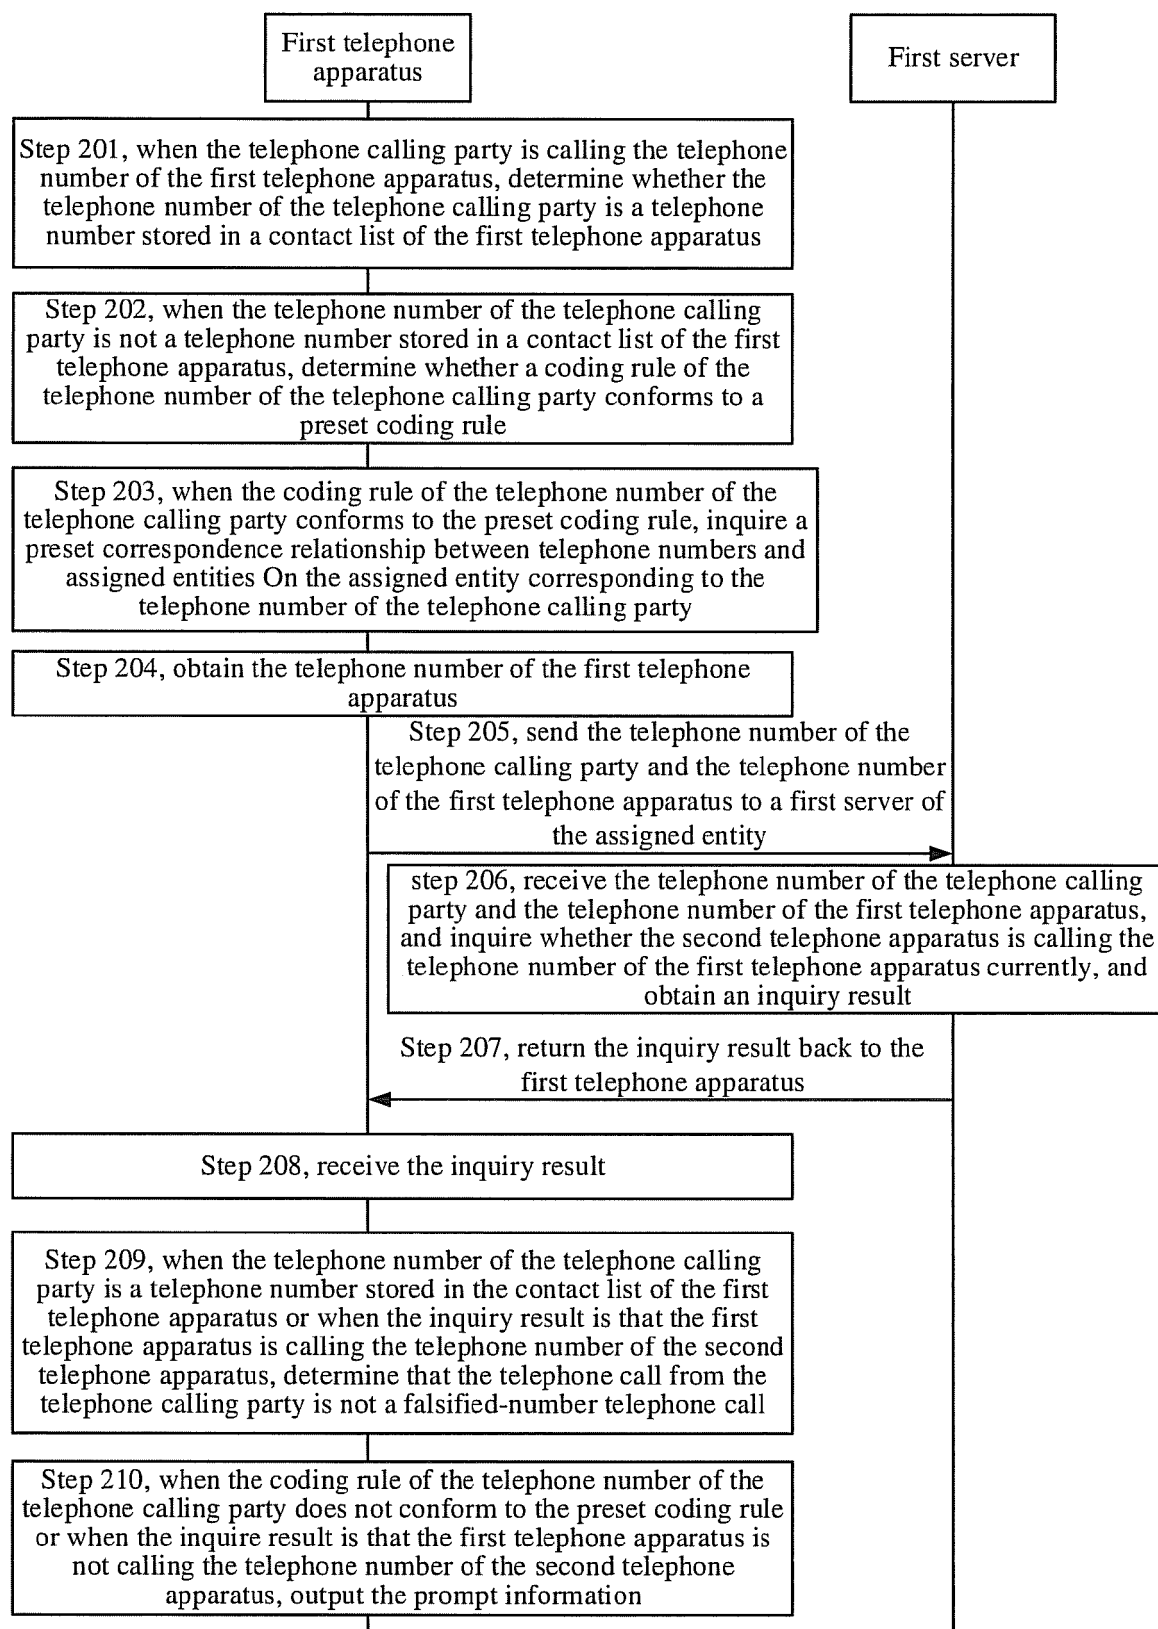 First telephone
apparatus
First server
Step 201, when the telephone calling party is calling the telephone
number of the first telephone apparatus, determine whether the
telephone number of the telephone calling party is a telephone
number stored in a contact list of the first telephone apparatus
Step 202, when the telephone number of the telephone calling
party is not a telephone number stored in a contact list of the first
telephone apparatus, determine whether a coding rule of the
telephone number of the telephone calling party conforms to a
preset coding rule
Step 203, when the coding rule of the telephone number of the
telephone calling party conforms to the preset coding rule, inquire a
preset correspondence relationship between telephone numbers and
assigned entities On the assigned entity corresponding to the
telephone number of the telephone calling party
Step 204, obtain the telephone number of the first telephone
apparatus
Step 205, send the telephone number of the
telephone calling party and the telephone number
of the first telephone apparatus to a first server of
the assigned entity
step 206, receive the telephone number of the telephone calling
party and the telephone number of the first telephone apparatus,
and inquire whether the second telephone apparatus is calling the
telephone number of the first telephone apparatus currently, and
obtain an inquiry result
Step 207, return the inquiry result back to the
first telephone apparatus
Step 208, receive the inquiry result
Step 209, when the telephone number of the telephone calling
party is a telephone number stored in the contact list of the first
telephone apparatus or when the inquiry result is that the first
telephone apparatus is calling the telephone number of the second
telephone apparatus, determine that the telephone call from the
telephone calling party is not a falsified-number telephone call
Step 210, when the coding rule of the telephone number of the
telephone calling party does not conform to the preset coding rule
or when the inquire result is that the first telephone apparatus is
not calling the telephone number of the second telephone
apparatus, output the prompt information